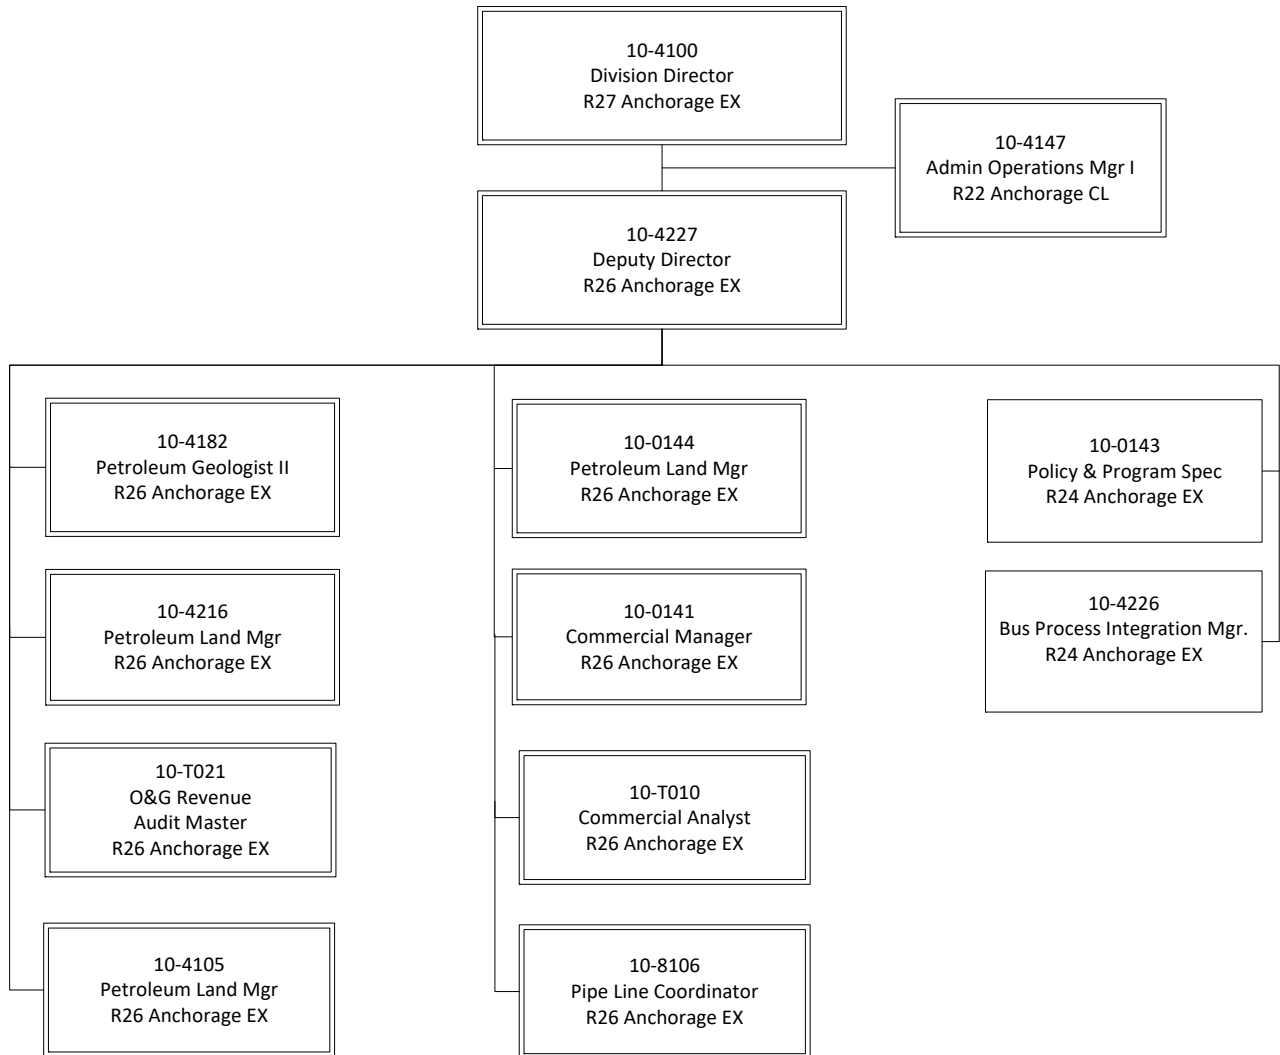 10-4100
Division Director
R27 Anchorage EX
10-4147
Admin Operations Mgr I
R22 Anchorage CL
10-4227
Deputy Director
R26 Anchorage EX
10-4182
Petroleum Geologist II
R26 Anchorage EX
10-0144
Petroleum Land Mgr
R26 Anchorage EX
10-0143
Policy & Program Spec
R24 Anchorage EX
10-4216
Petroleum Land Mgr
R26 Anchorage EX
10-0141
Commercial Manager
R26 Anchorage EX
10-4226
Bus Process Integration Mgr.
R24 Anchorage EX
10-T021
O&G Revenue
Audit Master
R26 Anchorage EX
10-T010
Commercial Analyst
R26 Anchorage EX
10-4105
Petroleum Land Mgr
R26 Anchorage EX
10-8106
Pipe Line Coordinator
R26 Anchorage EX